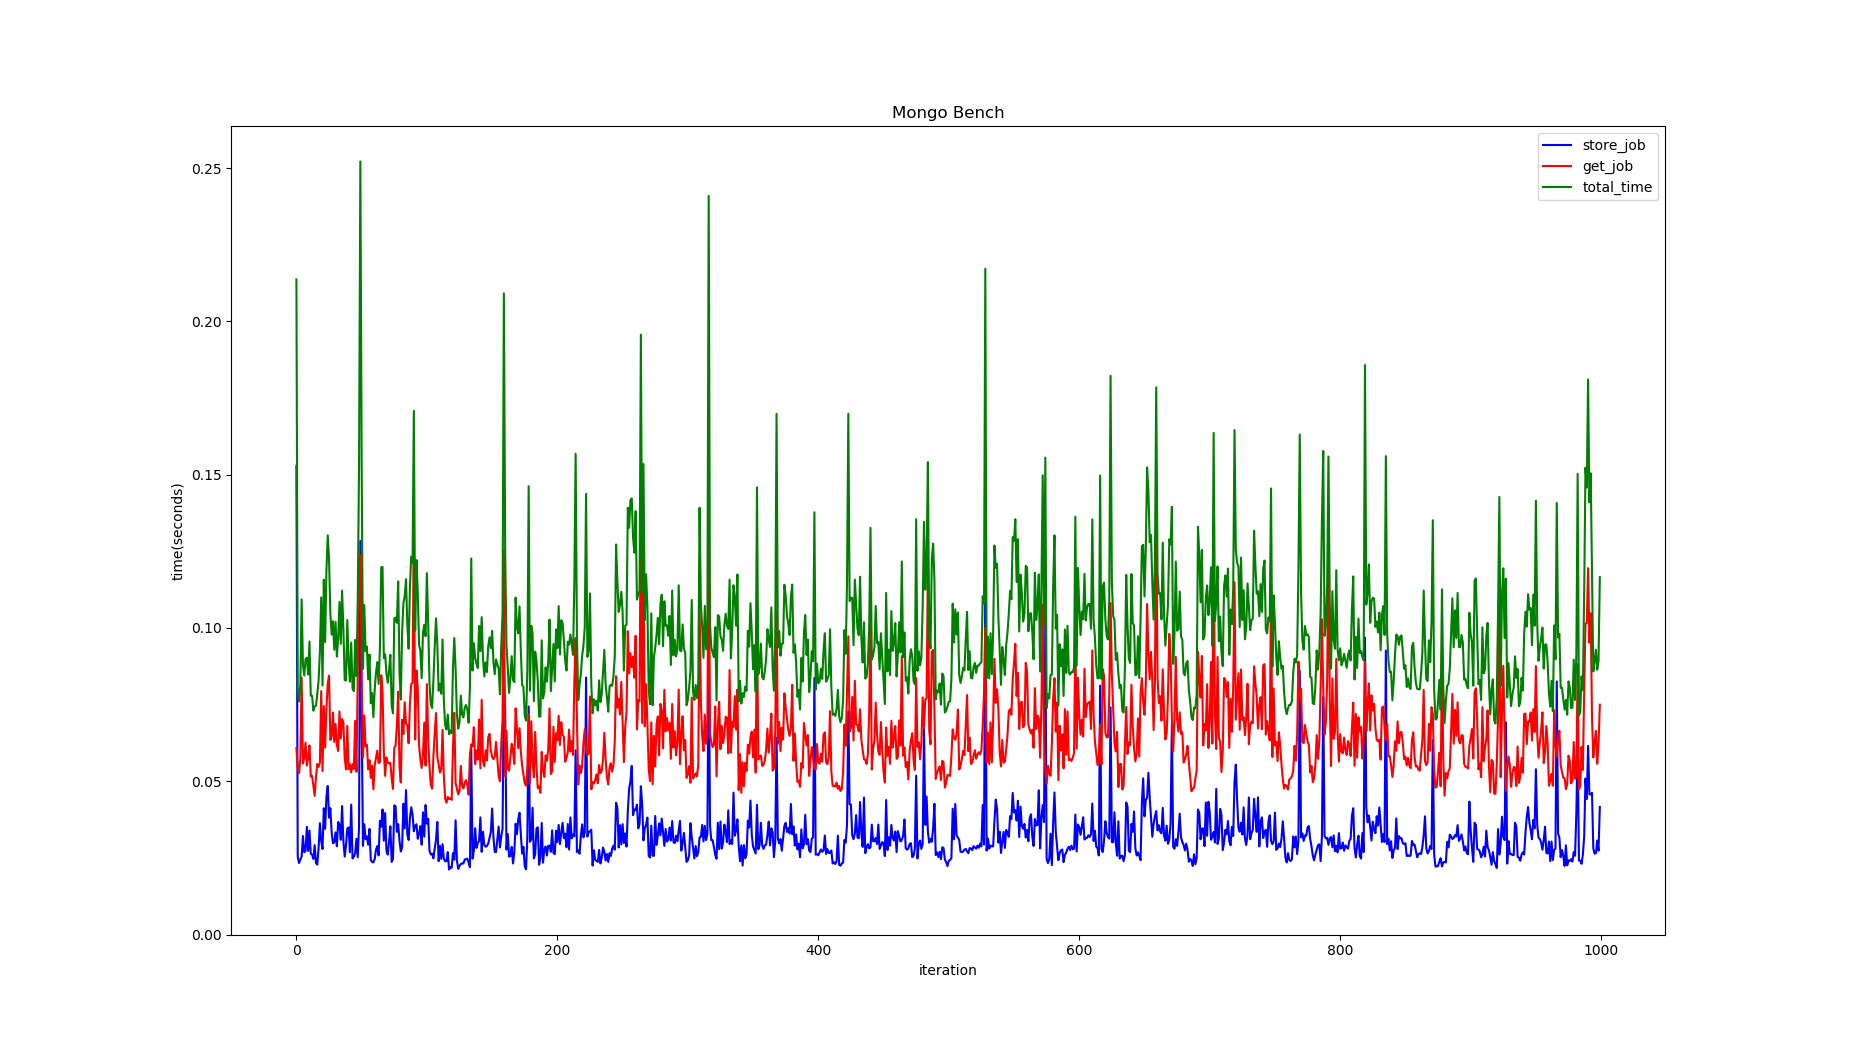 Mongo Bench
store_job
get_job
total_time
time(seconds)
0.25
0.20
0.15
0.10
0.05
0.00
0 200 400 600 800 1000
iteration